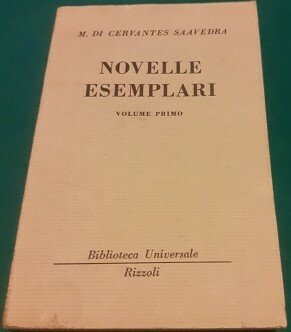 M. DI CERVANTES SAAVEDRA
NOVELLE
ESEMPLARI
VOLUME PRIMO
Biblioteca Universale
Rizzoli